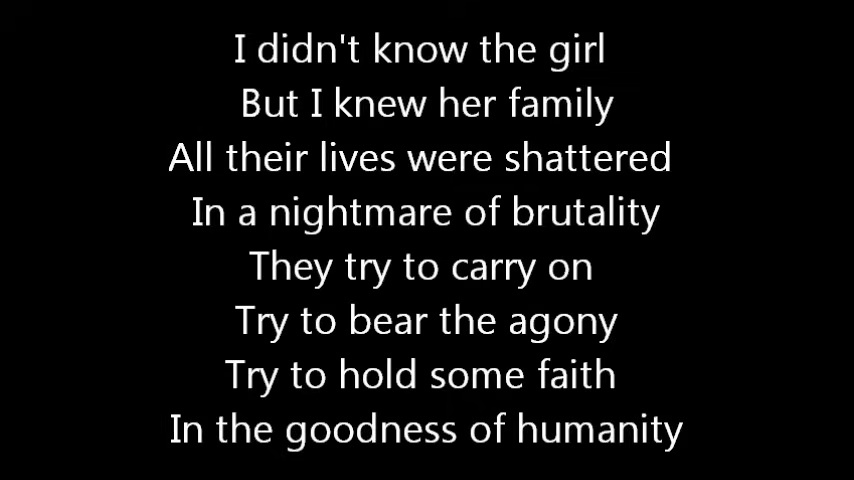 I didn't know the girl
But I knew her family
All their lives were shattered
In a nightmare of brutality
They try to carry on
Try to bear the agony
Try to hold some faith
In the goodness of humanity